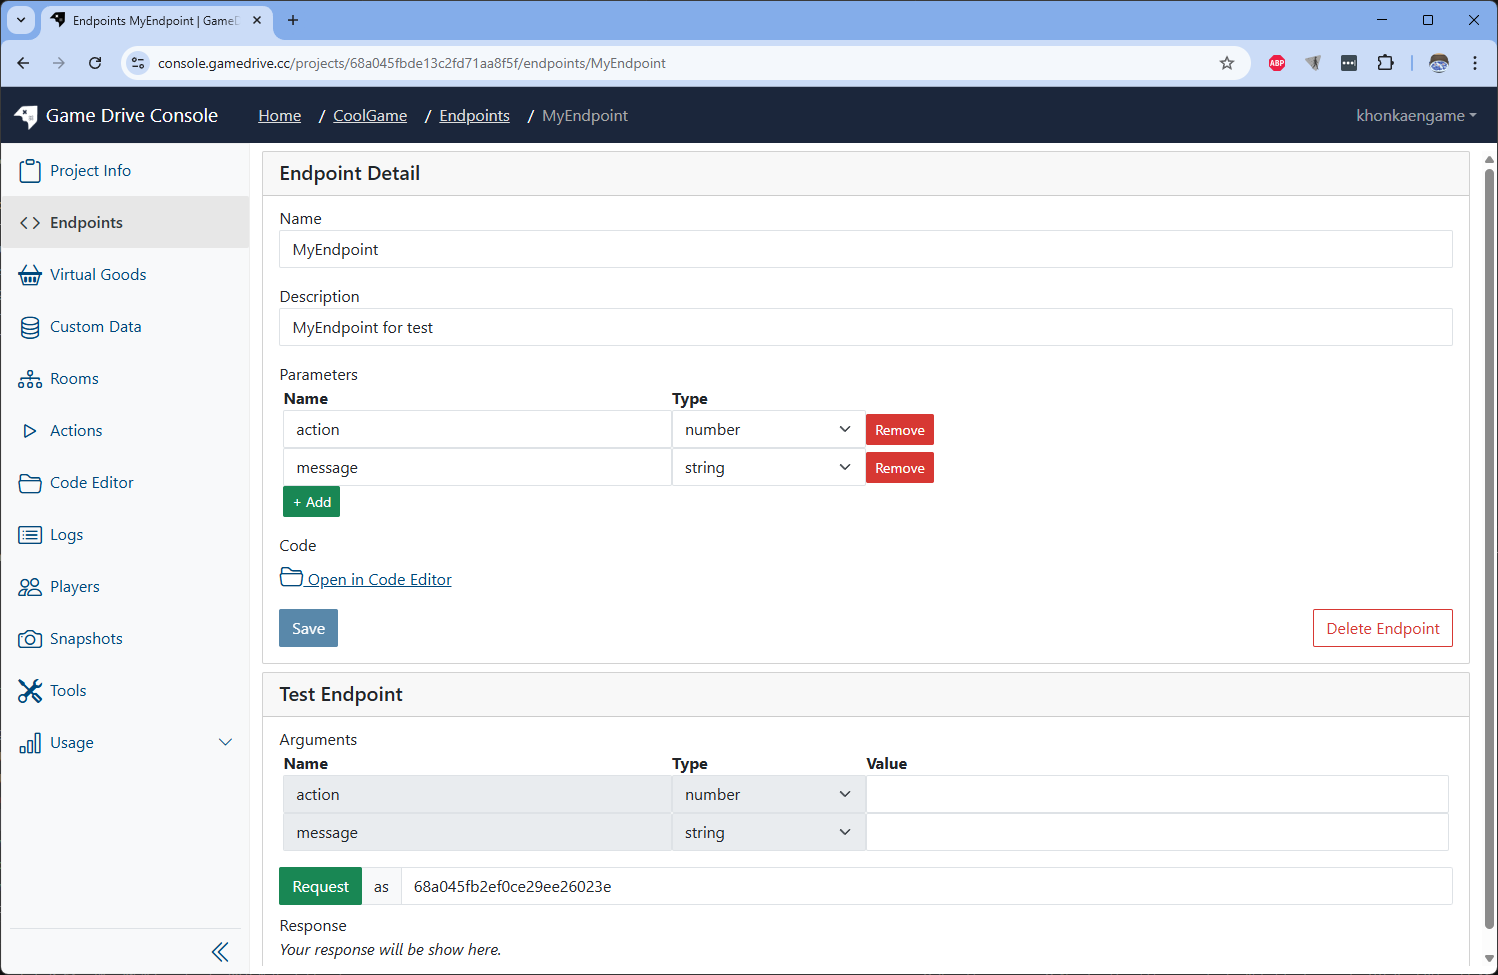 Endpoints MyEndpoint | GameD
console.gamedrive.cc/projects/68a045fbde13c2fd71aa8f5f/endpoints/MyEndpoint
ABP
Game Drive Console
Home / CoolGame / Endpoints / MyEndpoint
khonkaengame
Project Info
Endpoints
Virtual Goods
Custom Data
Rooms
Actions
Code Editor
Logs
Players
Snapshots
Tools
Usage
Endpoint Detail
Name
MyEndpoint
Description
MyEndpoint for test
Parameters
Name Type
action number Remove
message string Remove
+ Add
Code
Open in Code Editor
Save Delete Endpoint
Test Endpoint
Arguments
Name Type Value
action number
message string
Request as 68a045fb2ef0ce29ee26023e
Response
Your response will be show here.